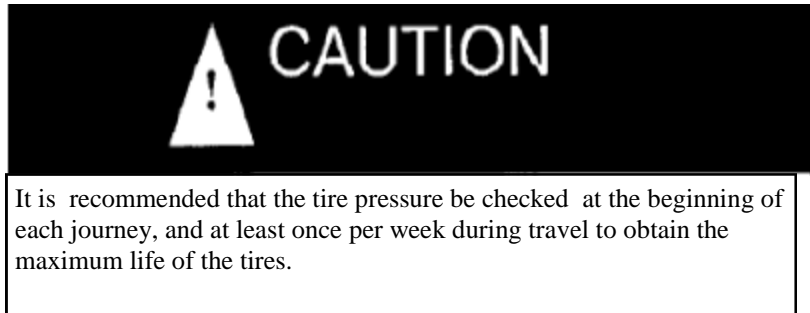 ! CAUTION
It is recommended that the tire pressure be checked at the beginning of
each journey, and at least once per week during travel to obtain the
maximum life of the tires.